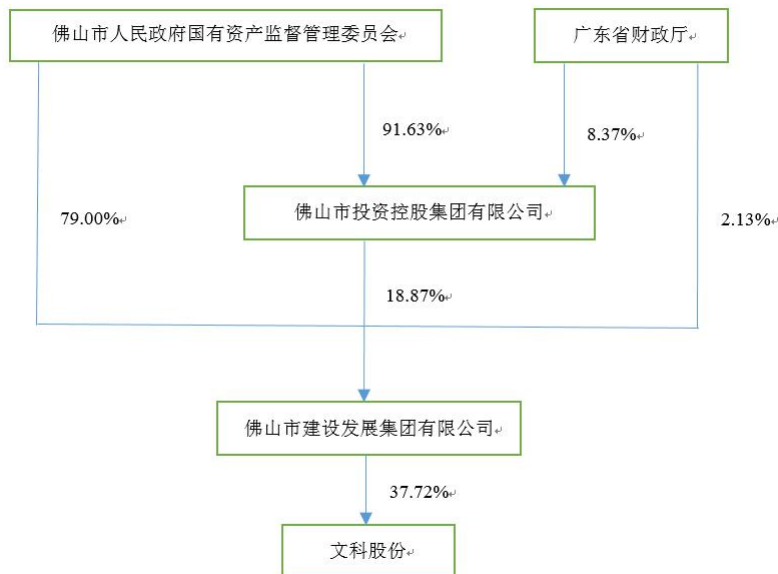 佛山市人民政府国有资产监督管理委员会
广东省财政厅
91.63%
8.37%
佛山市投资控股集团有限公司
79.00%
2.13%
18.87%
佛山市建设发展集团有限公司
37.72%
文科股份